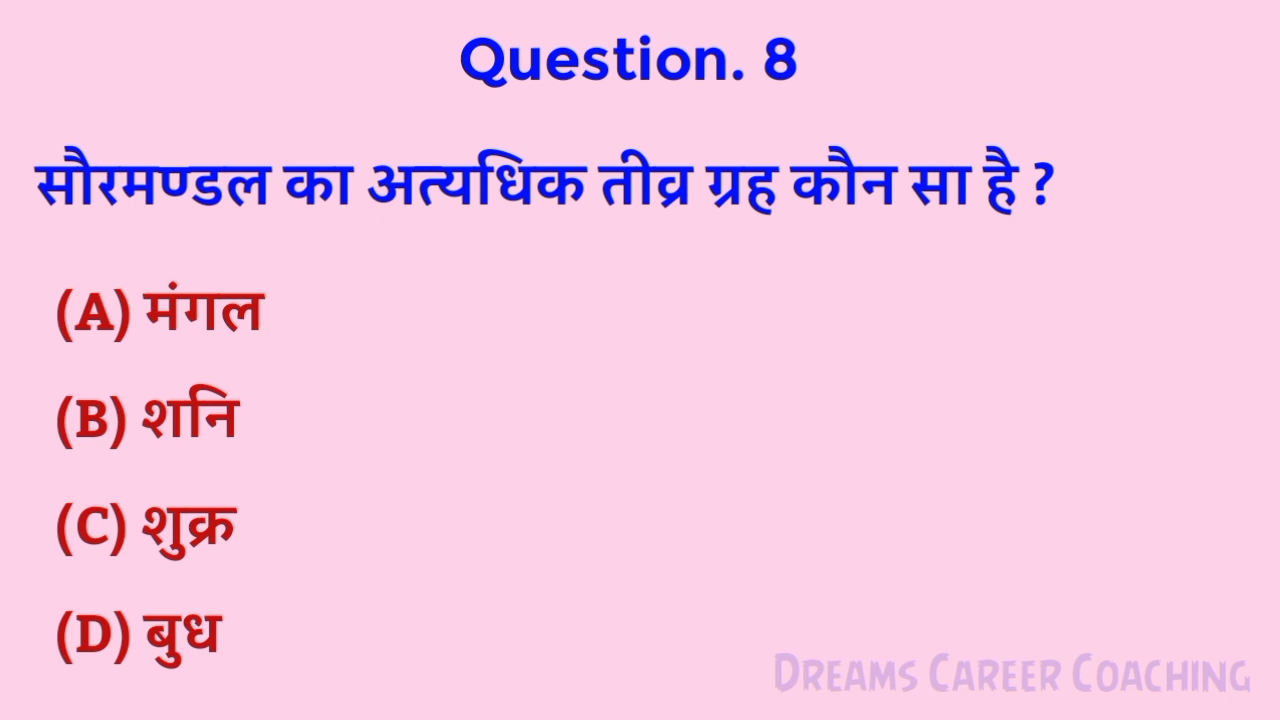 Question. 8
सौरमण्डल का अत्यधिक तीव्र ग्रह कौन सा है ?
(A) मंगल
(B) शनि
(C) शुक्र
(D) बुध
DREAMS CAREER COACHING